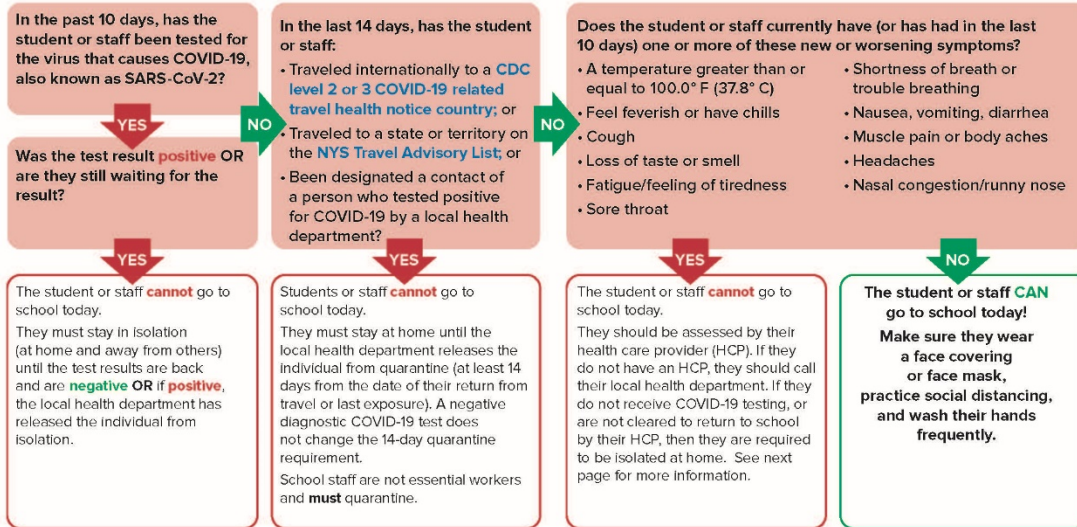 In the past 10 days, has the
student or staff been tested for
the virus that causes COVID-19,
also known as SARS-CoV-2?
YES
Was the test result positive OR
are they still waiting for the
result?
YES
The student or staff cannot go to
school today.
They must stay in isolation
(at home and away from others)
until the test results are back
and are negative OR if positive,
the local health department has
released the individual from
isolation.
NO
In the last 14 days, has the student
or staff:
• Traveled internationally to a CDC
level 2 or 3 COVID-19 related
travel health notice country; or
• Traveled to a state or territory on
the NYS Travel Advisory List; or
• Been designated a contact of
a person who tested positive
for COVID-19 by a local health
department?
YES
Students or staff cannot go to
school today.
They must stay at home until the
local health department releases the
individual from quarantine (at least 14
days from the date of their return from
travel or last exposure). A negative
diagnostic COVID-19 test does
not change the 14-day quarantine
requirement.
School staff are not essential workers
and must quarantine.
NO
Does the student or staff currently have (or has had in the last
10 days) one or more of these new or worsening symptoms?
• A temperature greater than or
equal to 100.0° F (37.8° C)
• Feel feverish or have chills
• Cough
• Loss of taste or smell
• Fatigue/feeling of tiredness
• Sore throat
• Shortness of breath or
trouble breathing
• Nausea, vomiting, diarrhea
• Muscle pain or body aches
• Headaches
• Nasal congestion/runny nose
YES
The student or staff cannot go to
school today.
They should be assessed by their
health care provider (HCP). If they
do not have an HCP, they should call
their local health department. If they
do not receive COVID-19 testing, or
are not cleared to return to school
by their HCP, then they are required
to be isolated at home. See next
page for more information.
NO
The student or staff CAN
go to school today!
Make sure they wear
a face covering
or face mask,
practice social distancing,
and wash their hands
frequently.